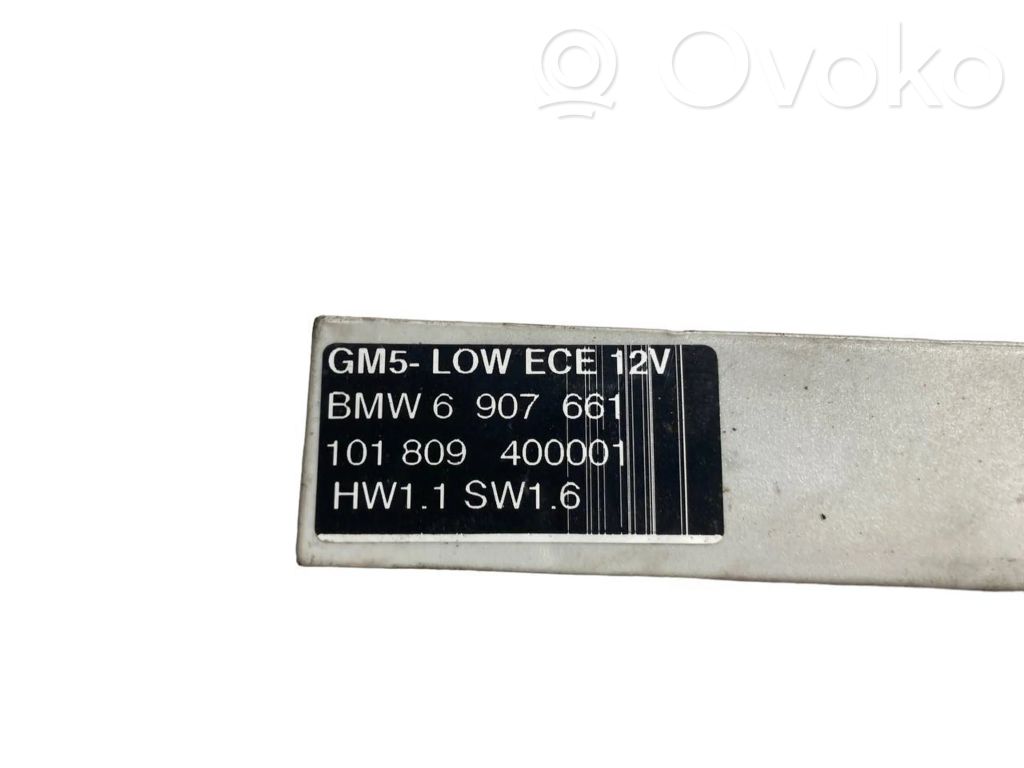 Ovoko
GM5- LOW ECE 12V
BMW 6 907 661
101 809 400001
HW1.1 SW1.6